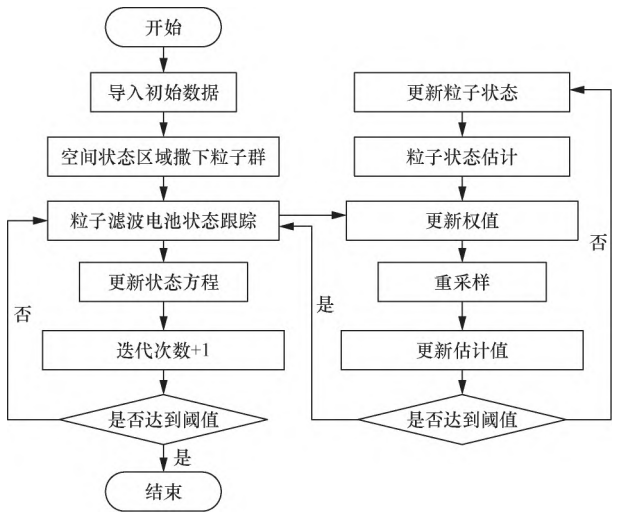 开始
导入初始数据
空间状态区域撒下粒子群
粒子滤波电池状态跟踪
更新状态方程
迭代次数+1
是否达到阈值
否
是
结束
更新粒子状态
粒子状态估计
更新权值
重采样
更新估计值
是否达到阈值
是
否